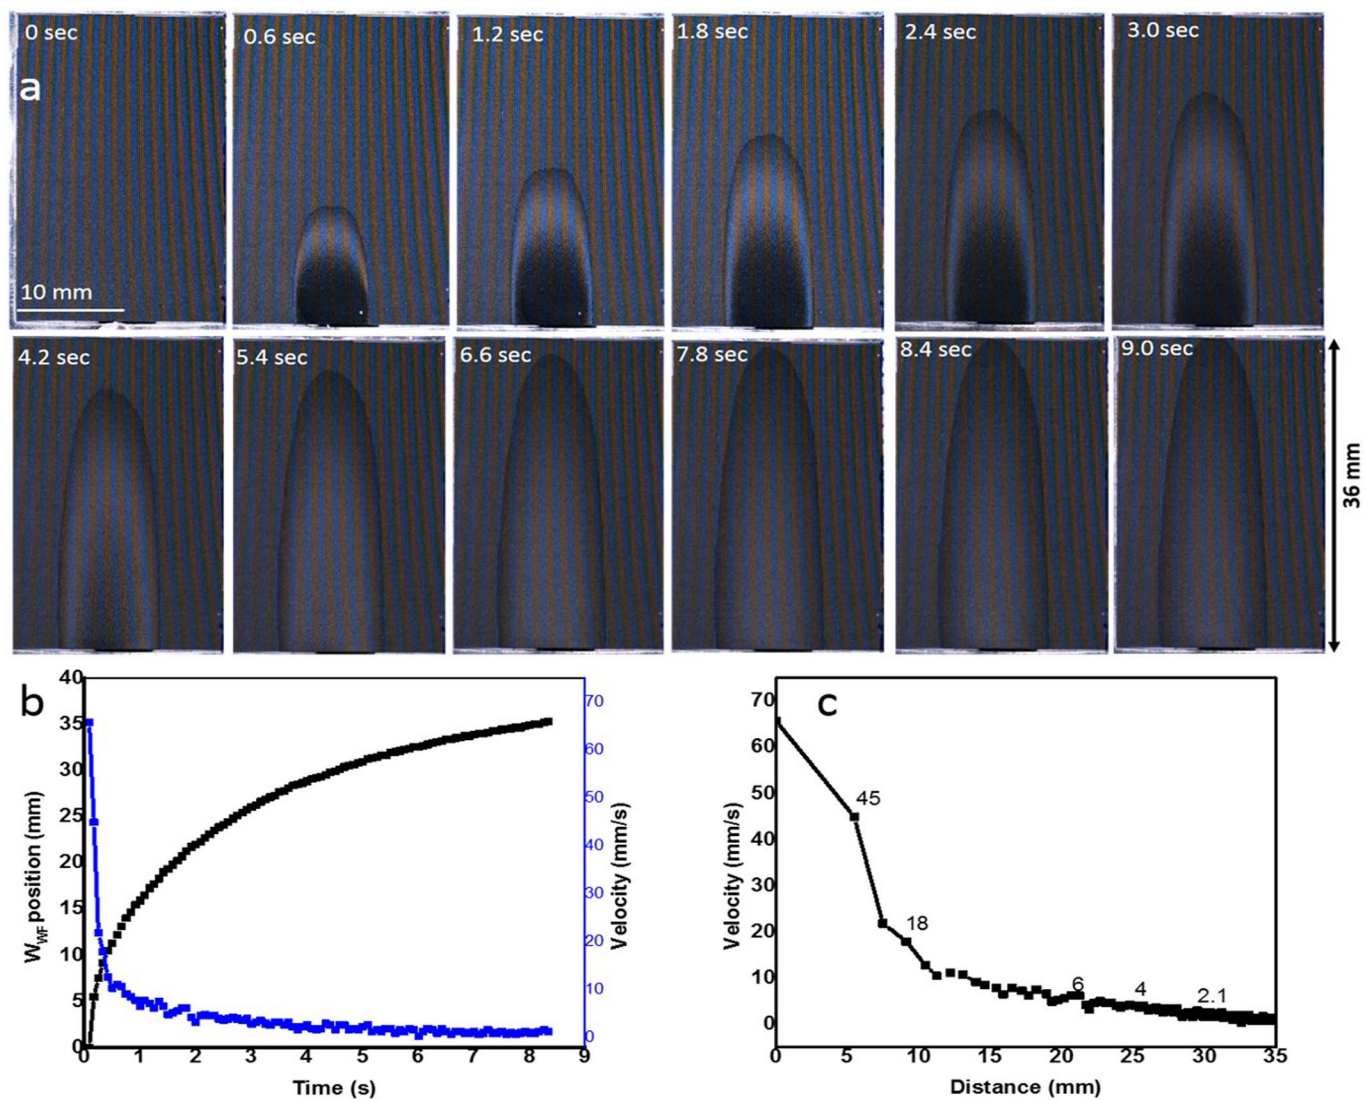 0 sec
0.6 sec
1.2 sec
1.8 sec
2.4 sec
3.0 sec
a
10 mm
4.2 sec
5.4 sec
6.6 sec
7.8 sec
8.4 sec
9.0 sec
36 mm
b
40
35
30
25
20
15
10
5
0
W_WF position (mm)
0 1 2 3 4 5 6 7 8 9
Time (s)
70
60
50
40
30
20
10
0
Velocity (mm/s)
c
70
60
50
40
30
20
10
0
Velocity (mm/s)
45
18
6
4
2.1
0 5 10 15 20 25 30 35
Distance (mm)